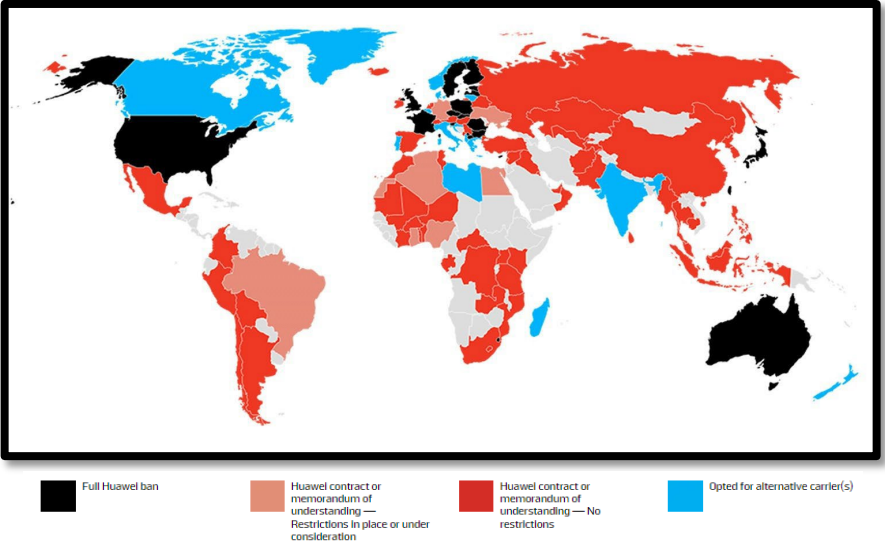 Full Huawei ban
Huawei contract or
memorandum of
understanding —
Restrictions in place or under
consideration
Huawei contract or
memorandum of
understanding — No
restrictions
Opted for alternative carrier(s)